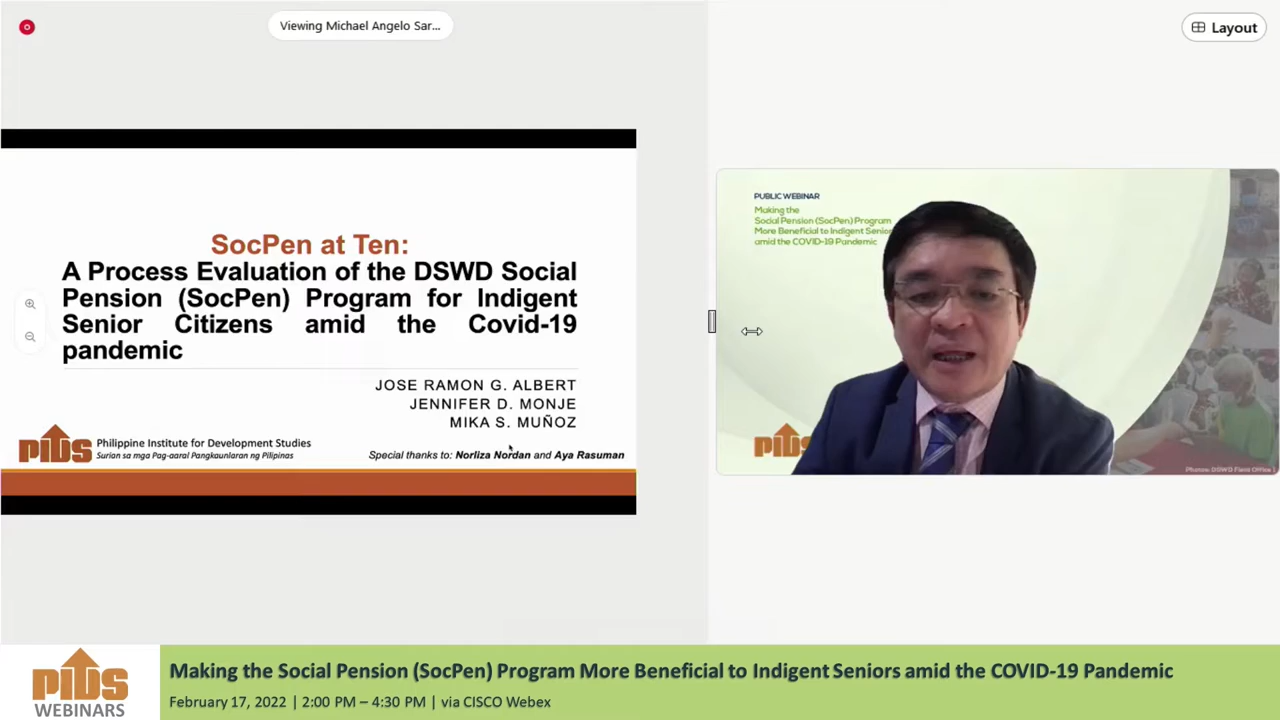 Viewing Michael Angelo Sar...
Layout
SocPen at Ten:
A Process Evaluation of the DSWD Social
Pension (SocPen) Program for Indigent
Senior Citizens amid the Covid-19
pandemic
JOSE RAMON G. ALBERT
JENNIFER D. MONJE
MIKA S. MUÑOZ
PIDS
Philippine Institute for Development Studies
Surian sa mga Pag-aaral Pangkaunlaran ng Pilipinas
Special thanks to: Norliza Nordan and Aya Rasuman
PUBLIC WEBINAR
Making the
Social Pension (SocPen) Program
More Beneficial to Indigent Seniors
amid the COVID-19 Pandemic
Photos: DSWD Field Office I
PIDS
WEBINARS
Making the Social Pension (SocPen) Program More Beneficial to Indigent Seniors amid the COVID-19 Pandemic
February 17, 2022 | 2:00 PM – 4:30 PM | via CISCO Webex